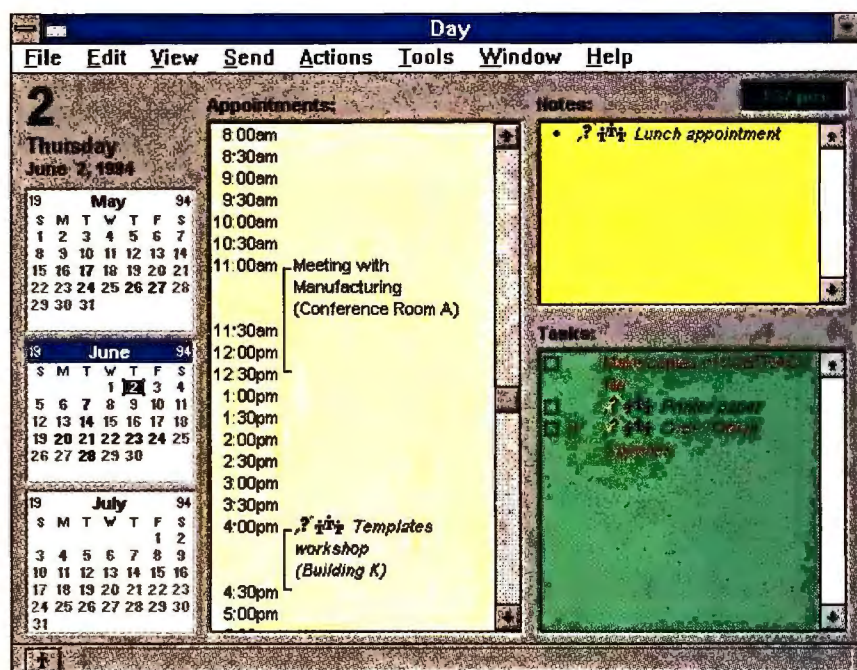 Day
File Edit View Send Actions Tools Window Help
2
Thursday
June 2, 1994
19 May 94
S M T W T F S
1 2 3 4 5 6 7
8 9 10 11 12 13 14
15 16 17 18 19 20 21
22 23 24 25 26 27 28
29 30 31
19 June 94
S M T W T F S
1 2 3 4
5 6 7 8 9 10 11
12 13 14 15 16 17 18
19 20 21 22 23 24 25
26 27 28 29 30
19 July 94
S M T W T F S
1 2
3 4 5 6 7 8 9
10 11 12 13 14 15 16
17 18 19 20 21 22 23
24 25 26 27 28 29 30
31
Appointments:
8:00am
8:30am
9:00am
9:30am
10:00am
10:30am
11:00am Meeting with
Manufacturing
(Conference Room A)
11:30am
12:00pm
12:30pm
1:00pm
1:30pm
2:00pm
2:30pm
3:00pm
3:30pm
4:00pm Templates
workshop
(Building K)
4:30pm
5:00pm
Notes:
Lunch appointment
Tasks:
Make copies of
Printer paper